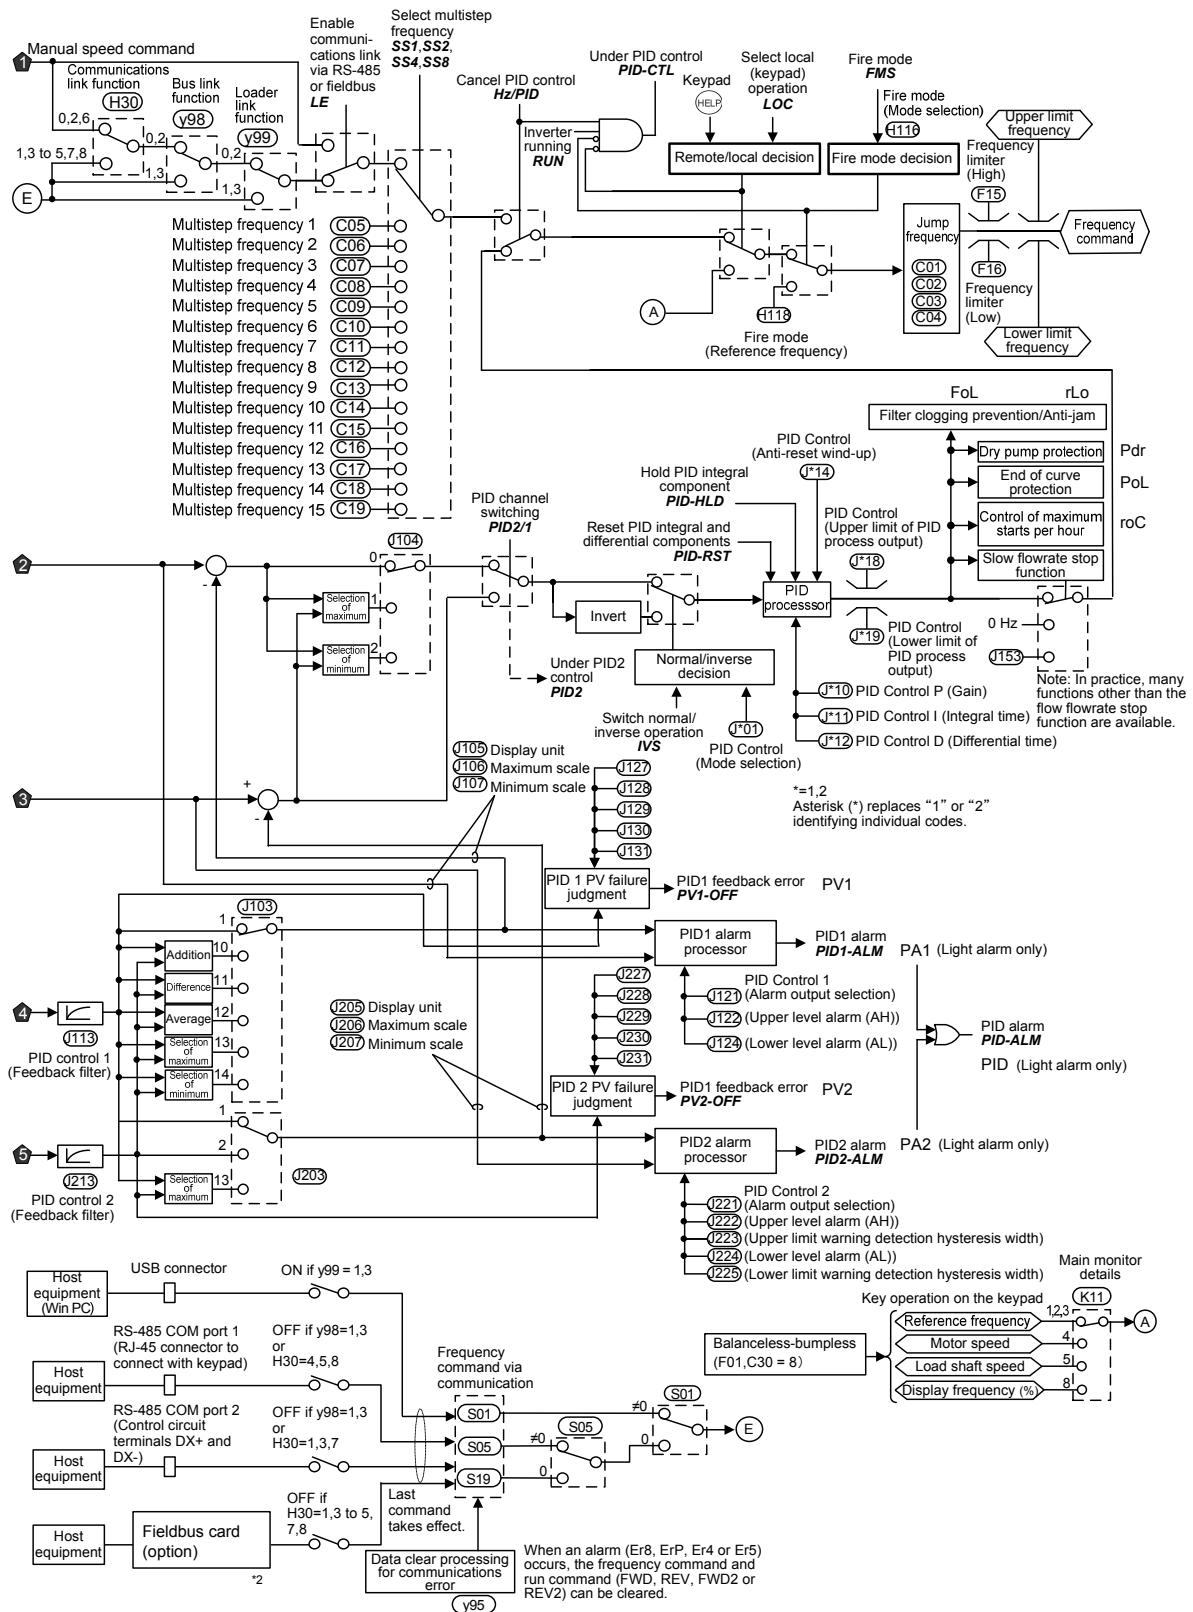 1
Manual speed command
Communications
link function
H30
0,2,6
1,3 to 5,7,8
E
Bus link
function
y98
0,2
1,3
Loader
link
function
y99
0,2
1,3
Enable
communi-
cations link
via RS-485
or fieldbus
LE
Select multistep
frequency
SS1,SS2,
SS4,SS8
Cancel PID control
Hz/PID
Under PID control
PID-CTL
Inverter
running
RUN
Keypad
HELP
Select local
(keypad)
operation
LOC
Remote/local decision
Fire mode
FMS
Fire mode
(Mode selection)
H116
Fire mode decision
Upper limit
frequency
Frequency
limiter
(High)
F15
Jump
frequency
C01
C02
C03
C04
Frequency
command
F16
Frequency
limiter
(Low)
Lower limit
frequency
A
H118
Fire mode
(Reference frequency)
Multistep frequency 1 C05
Multistep frequency 2 C06
Multistep frequency 3 C07
Multistep frequency 4 C08
Multistep frequency 5 C09
Multistep frequency 6 C10
Multistep frequency 7 C11
Multistep frequency 8 C12
Multistep frequency 9 C13
Multistep frequency 10 C14
Multistep frequency 11 C15
Multistep frequency 12 C16
Multistep frequency 13 C17
Multistep frequency 14 C18
Multistep frequency 15 C19
FoL rLo
Filter clogging prevention/Anti-jam
Dry pump protection Pdr
End of curve
protection
PoL
Control of maximum
starts per hour
roC
Slow flowrate stop
function
PID Control
(Anti-reset wind-up)
J*14
Hold PID integral
component
PID-HLD
Reset PID integral and
differential components
PID-RST
PID Control
(Upper limit of PID
process output)
J*18
PID
processsor
J*19
PID Control
(Lower limit of
PID process
output)
0 Hz
J153
Note: In practice, many
functions other than the
flow flowrate stop
function are available.
J*10 PID Control P (Gain)
J*11 PID Control I (Integral time)
J*12 PID Control D (Differential time)
*=1,2
Asterisk (*) replaces “1” or “2”
identifying individual codes.
2
-
J104
0
Selection
of
maximum
1
Selection
of
minimum
2
PID channel
switching
PID2/1
Invert
Under PID2
control
PID2
Normal/inverse
decision
Switch normal/
inverse operation
IVS
J*01
PID Control
(Mode selection)
3
+
-
J105 Display unit
J106 Maximum scale
J107 Minimum scale
J127
J128
J129
J130
J131
PID 1 PV failure
judgment
PID1 feedback error
PV1-OFF
PV1
J103
1
Addition 10
Difference 11
Average 12
Selection
of
maximum
13
Selection
of
minimum
14
4
J113
PID control 1
(Feedback filter)
PID1 alarm
processor
PID1 alarm
PID1-ALM
PA1 (Light alarm only)
PID Control 1
J121 (Alarm output selection)
J122 (Upper level alarm (AH))
J124 (Lower level alarm (AL))
J205 Display unit
J206 Maximum scale
J207 Minimum scale
J227
J228
J229
J230
J231
PID 2 PV failure
judgment
PID1 feedback error
PV2-OFF
PV2
PID alarm
PID-ALM
PID (Light alarm only)
5
J213
PID control 2
(Feedback filter)
1
2
Selection
of
maximum
13
J203
PID2 alarm
processor
PID2 alarm
PID2-ALM
PA2 (Light alarm only)
PID Control 2
J221 (Alarm output selection)
J222 (Upper level alarm (AH))
J223 (Upper limit warning detection hysteresis width)
J224 (Lower level alarm (AL))
J225 (Lower limit warning detection hysteresis width)
Host
equipment
(Win PC)
USB connector
ON if y99 = 1,3
RS-485 COM port 1
(RJ-45 connector to
connect with keypad)
Host
equipment
OFF if y98=1,3
or
H30=4,5,8
RS-485 COM port 2
(Control circuit
terminals DX+ and
DX-)
Host
equipment
OFF if y98=1,3
or
H30=1,3,7
Host
equipment
Fieldbus card
(option)
*2
OFF if
H30=1,3 to 5,
7,8
Frequency
command via
communication
S01
S05
S19
Last
command
takes effect.
Data clear processing
for communications
error
y95
≠0
S05
0
≠0
S01
0
E
When an alarm (Er8, ErP, Er4 or Er5)
occurs, the frequency command and
run command (FWD, REV, FWD2 or
REV2) can be cleared.
Balanceless-bumpless
(F01,C30 = 8)
Key operation on the keypad
Reference frequency 1,2,3
Motor speed 4
Load shaft speed 5
Display frequency (%) 8
Main monitor
details
K11
A